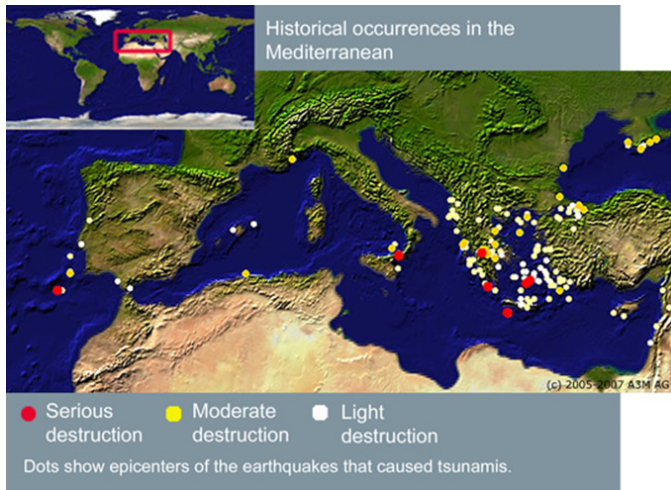 Historical occurrences in the
Mediterranean
(c) 2005-2007 A3M AG
Serious
destruction
Moderate
destruction
Light
destruction
Dots show epicenters of the earthquakes that caused tsunamis.